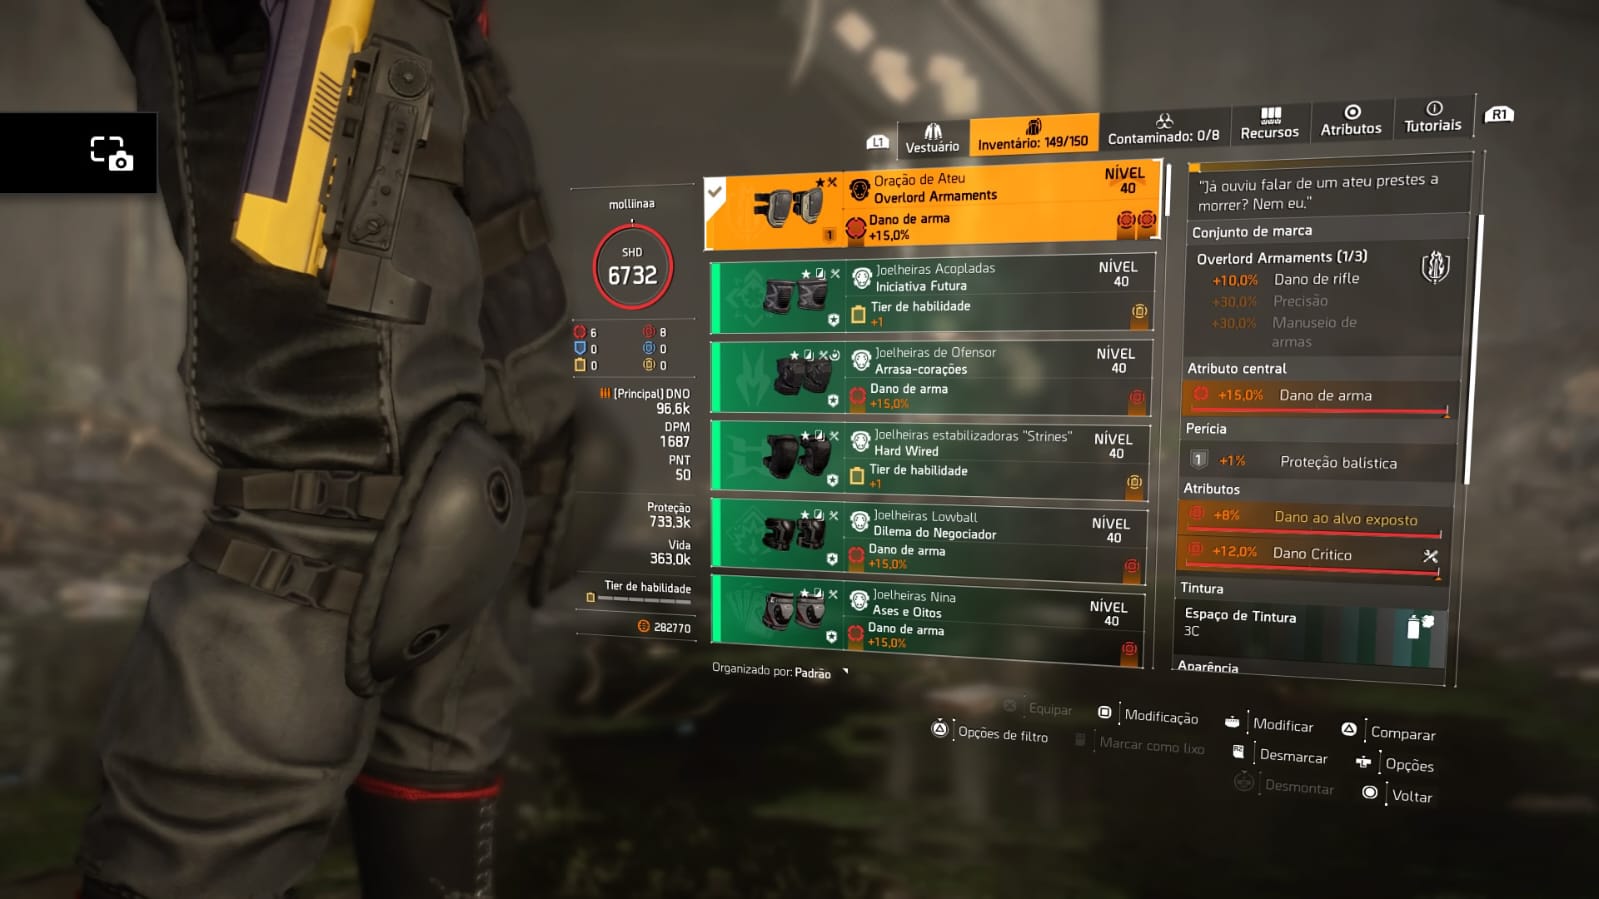 L1
Vestuário
Inventário: 149/150
Contaminado: 0/8
Recursos
Atributos
Tutoriais
R1
molliinaa
SHD
6732
6 8
0 0
0 0
[Principal] DNO
96,6k
DPM
1687
PNT
50
Proteção
733,3k
Vida
363,0k
Tier de habilidade
282770
Oração de Ateu
Overlord Armaments
NÍVEL
40
Dano de arma
+15,0%
1
Joelheiras Acopladas
Iniciativa Futura
NÍVEL
40
Tier de habilidade
+1
Joelheiras de Ofensor
Arrasa-corações
NÍVEL
40
Dano de arma
+15,0%
Joelheiras estabilizadoras "Strines"
Hard Wired
NÍVEL
40
Tier de habilidade
+1
Joelheiras Lowball
Dilema do Negociador
NÍVEL
40
Dano de arma
+15,0%
Joelheiras Nina
Ases e Oitos
NÍVEL
40
Dano de arma
+15,0%
Organizado por: Padrão
"Já ouviu falar de um ateu prestes a
morrer? Nem eu."
Conjunto de marca
Overlord Armaments (1/3)
+10,0% Dano de rifle
+30,0% Precisão
+30,0% Manuseio de
armas
Atributo central
+15,0% Dano de arma
Perícia
1 +1% Proteção balística
Atributos
+8% Dano ao alvo exposto
+12,0% Dano Crítico
Tintura
Espaço de Tintura
3C
Aparência
Equipar
Modificação
Modificar
Comparar
Opções de filtro
Marcar como lixo
R2
Desmarcar
Opções
Desmontar
Voltar